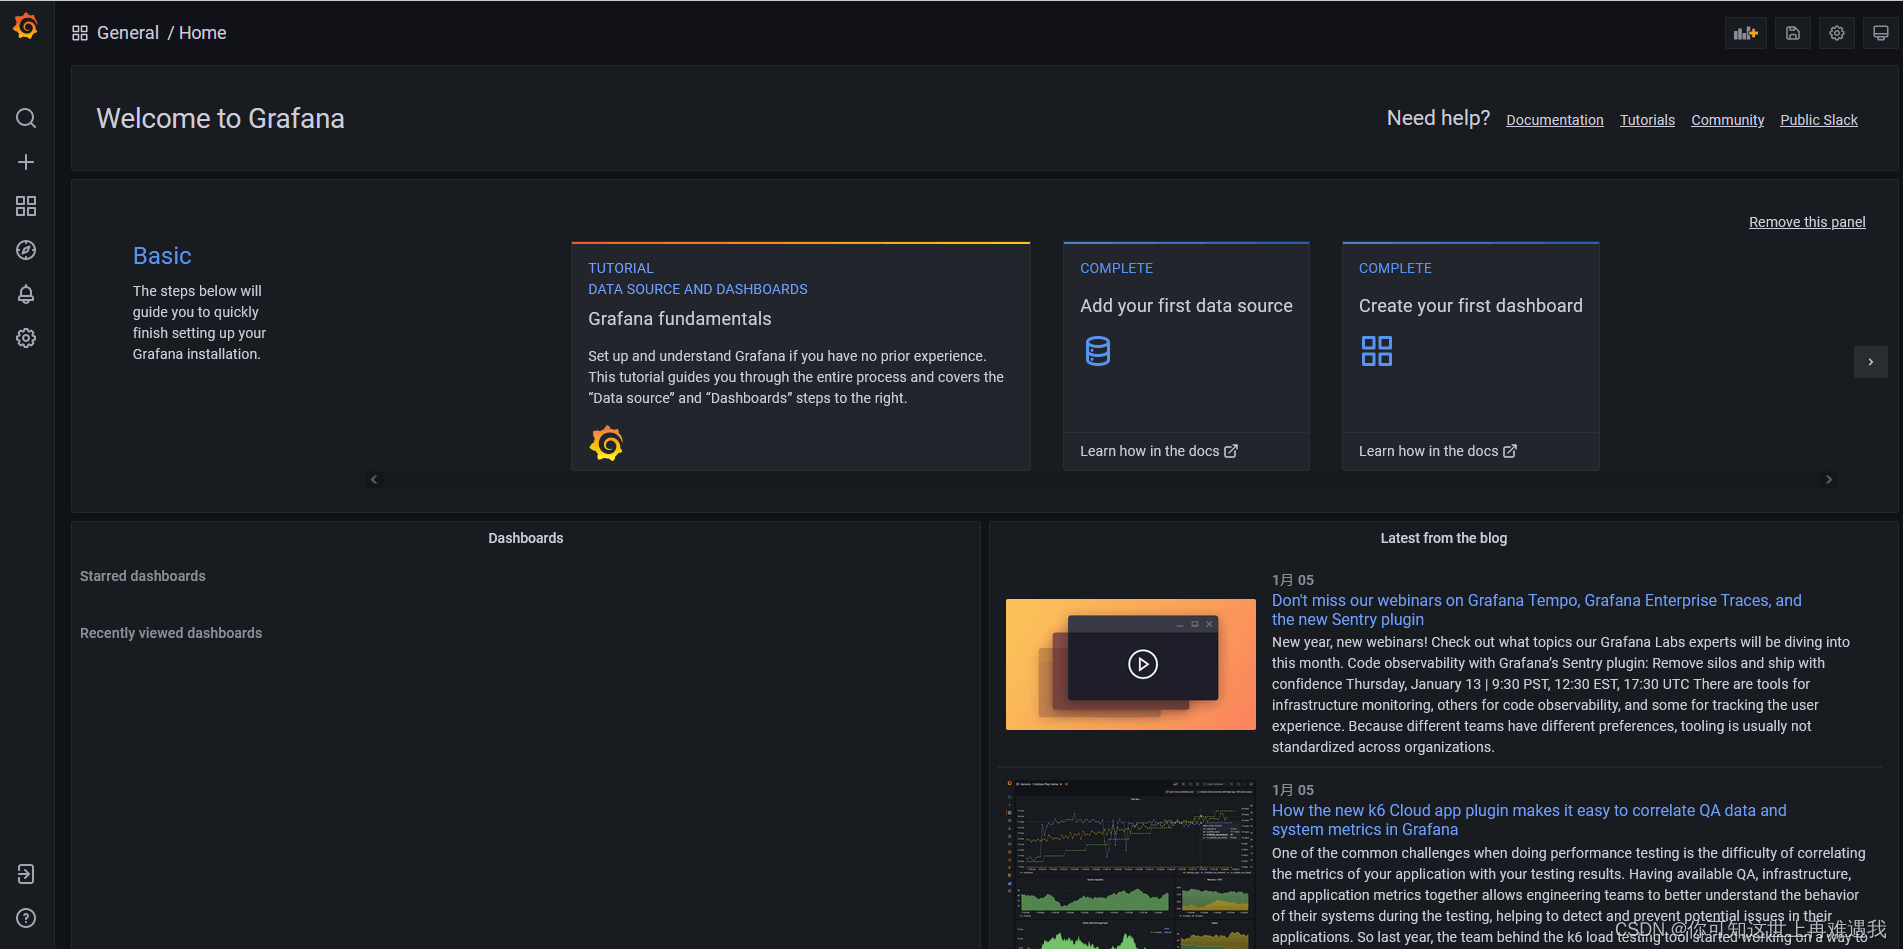 General / Home
Welcome to Grafana
Need help? Documentation Tutorials Community Public Slack
Remove this panel
Basic
The steps below will
guide you to quickly
finish setting up your
Grafana installation.
TUTORIAL
DATA SOURCE AND DASHBOARDS
Grafana fundamentals
Set up and understand Grafana if you have no prior experience.
This tutorial guides you through the entire process and covers the
“Data source” and “Dashboards” steps to the right.
COMPLETE
Add your first data source
Learn how in the docs
COMPLETE
Create your first dashboard
Learn how in the docs
Dashboards
Starred dashboards
Recently viewed dashboards
Latest from the blog
1月 05
Don't miss our webinars on Grafana Tempo, Grafana Enterprise Traces, and
the new Sentry plugin
New year, new webinars! Check out what topics our Grafana Labs experts will be diving into
this month. Code observability with Grafana’s Sentry plugin: Remove silos and ship with
confidence Thursday, January 13 | 9:30 PST, 12:30 EST, 17:30 UTC There are tools for
infrastructure monitoring, others for code observability, and some for tracking the user
experience. Because different teams have different preferences, tooling is usually not
standardized across organizations.
1月 05
How the new k6 Cloud app plugin makes it easy to correlate QA data and
system metrics in Grafana
One of the common challenges when doing performance testing is the difficulty of correlating
the metrics of your application with your testing results. Having available QA, infrastructure,
and application metrics together allows engineering teams to better understand the behavior
of their systems during the testing, helping to detect and prevent potential issues in their
applications. So last year, the team behind the k6 load testing tool started working on a way to
CSDN @你可知这世上再难遇我